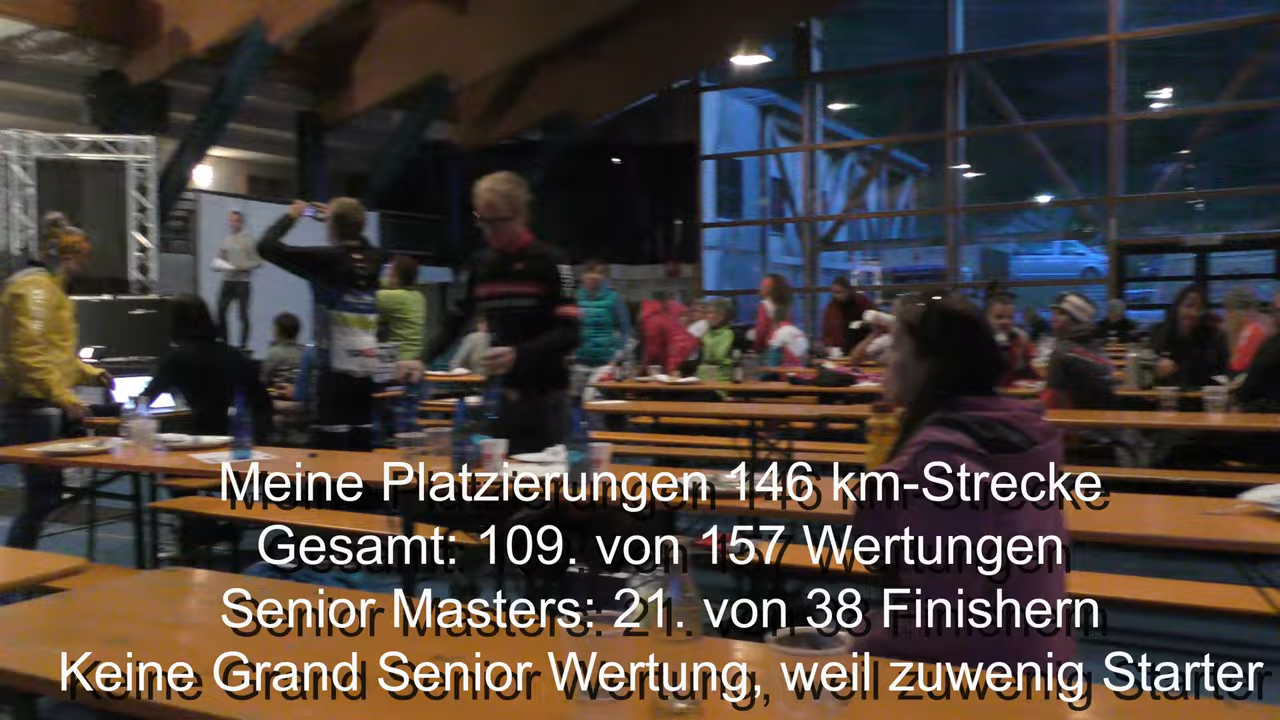 Meine Platzierungen 146 km-Strecke
Gesamt: 109. von 157 Wertungen
Senior Masters: 21. von 38 Finishern
Keine Grand Senior Wertung, weil zuwenig Starter